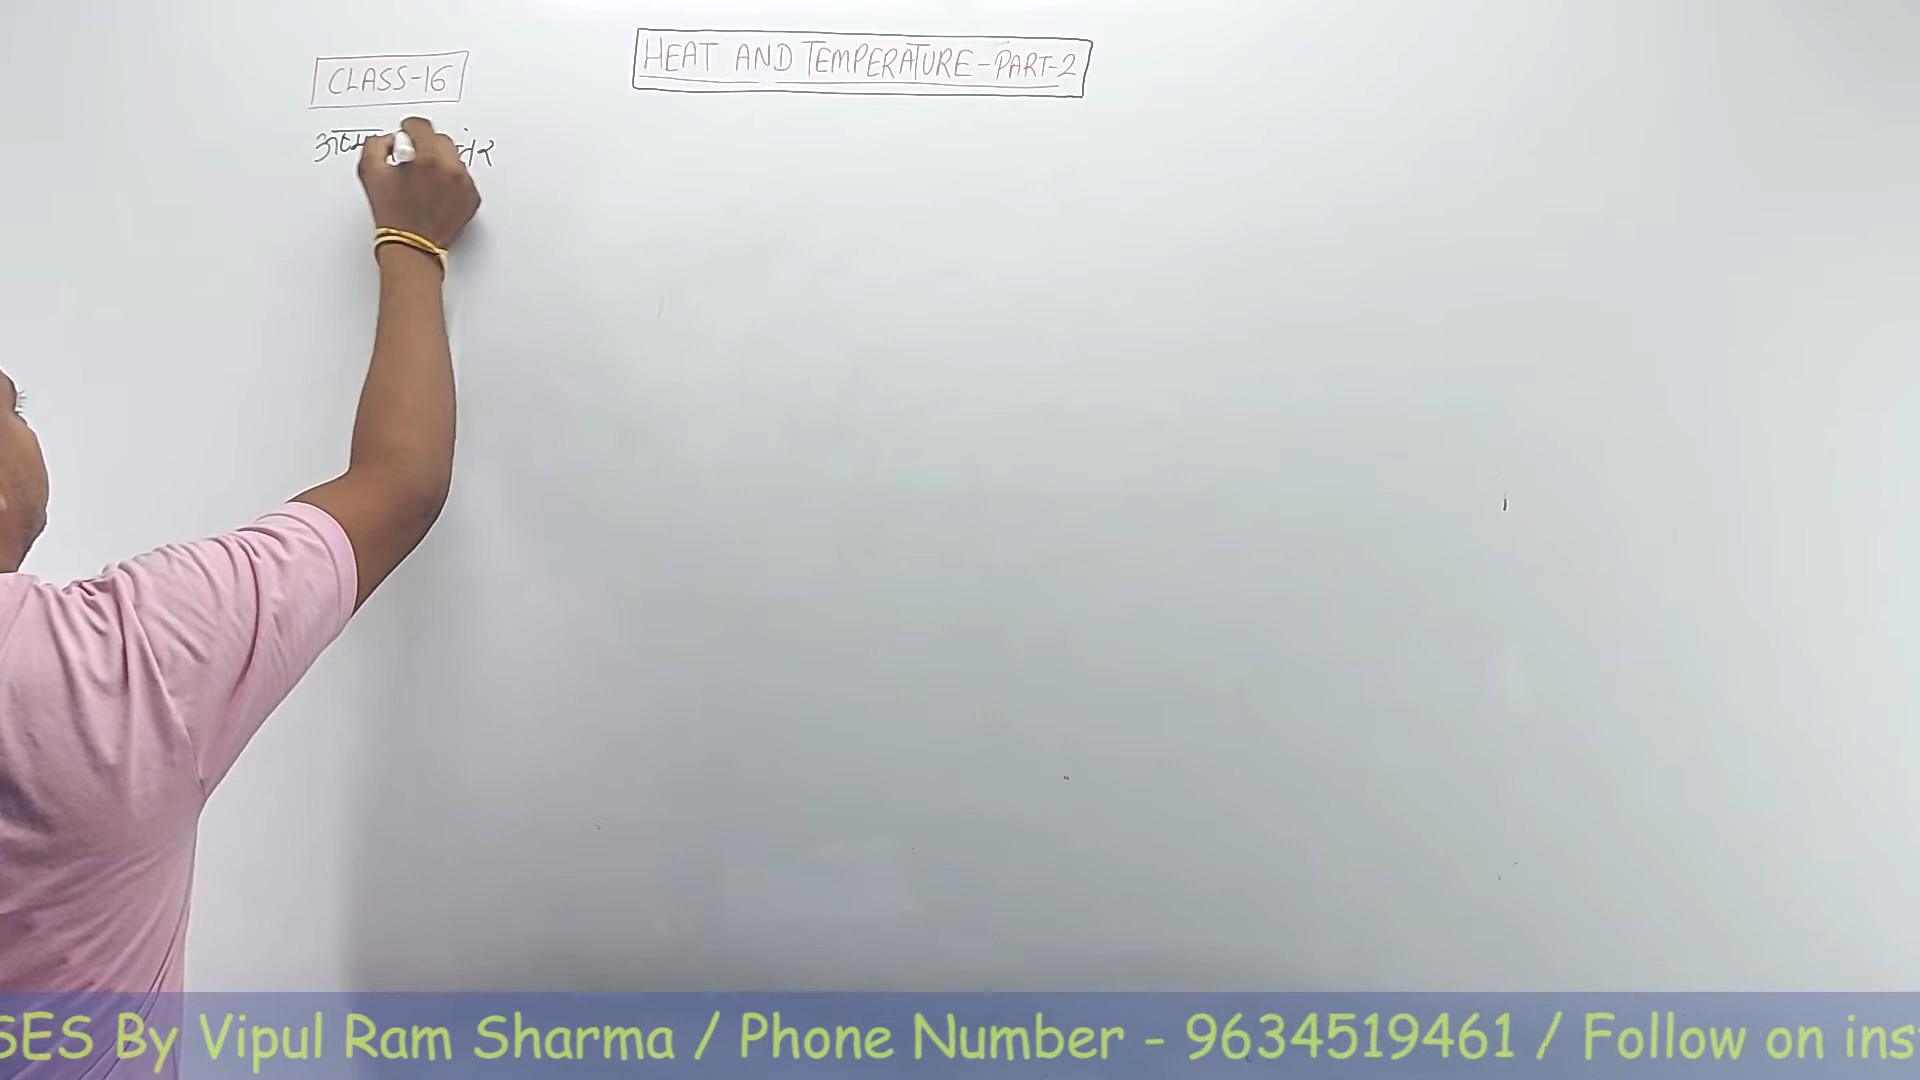 HEAT AND TEMPERATURE - PART-2
CLASS-16
SES By Vipul Ram Sharma / Phone Number - 9634519461 / Follow on ins